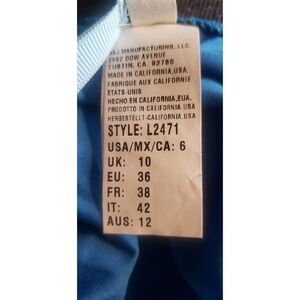 MANUFACTURING, LLC.
2882 DOW AVENUE
TUSTIN, CA. 92780
MADE IN CALIFORNIA,USA
FABRIQUE AUX CALIFORNIE
ETATS-UNIS
HECHO EN CALIFORNIA,EUA.
PRODOTTO IN CALIFORNIA,USA
HERGESTELLT-CALIFORNIA,USA
STYLE: L2471
USA/MX/CA: 6
UK: 10
EU: 36
FR: 38
IT: 42
AUS: 12